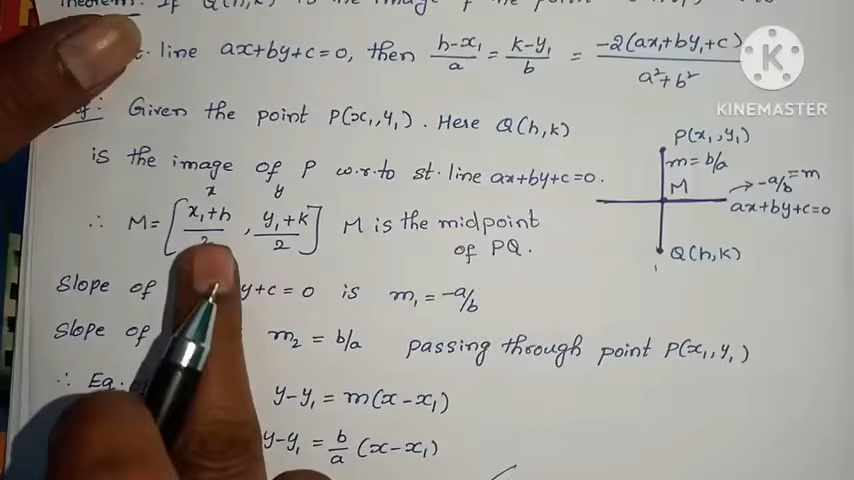 If Q(h,k) is the image of the point
st. line ax+by+c=0, then h-x₁/a = k-y₁/b = -2(ax₁+by₁+c)/a²+b²
KINEMASTER
Given the point P(x₁,y₁). Here Q(h,k)
is the image of P w.r.to st. line ax+by+c=0.
x y
∴ M=[x₁+h/2, y₁+k/2] M is the midpoint
of PQ.
P(x₁,y₁)
m=b/a
M
-a/b=m
ax+by+c=0
Q(h,k)
Slope of y+c=0 is m₁=-a/b
Slope of m₂=b/a passing through point P(x₁,y₁)
∴ Eq. of y-y₁=m(x-x₁)
y-y₁=b/a(x-x₁)